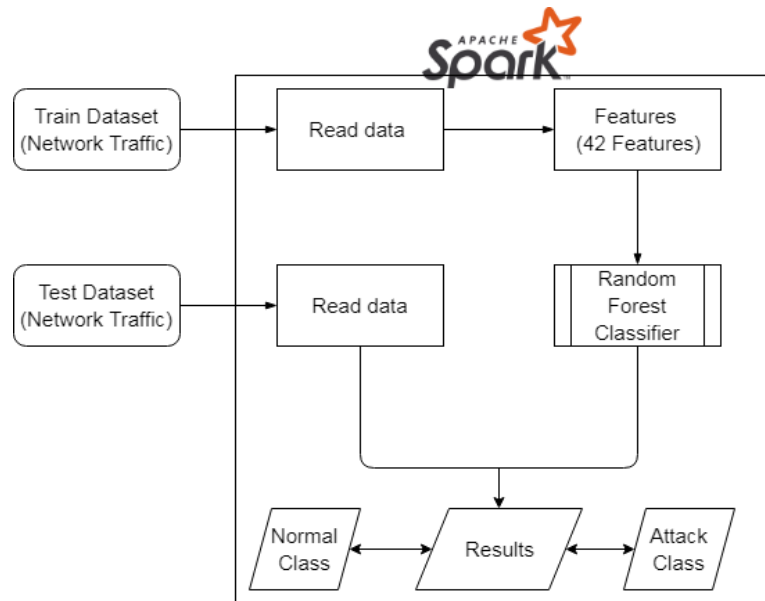 APACHE
Spark
Train Dataset
(Network Traffic)
Read data
Features
(42 Features)
Test Dataset
(Network Traffic)
Read data
Random
Forest
Classifier
Normal
Class
Results
Attack
Class